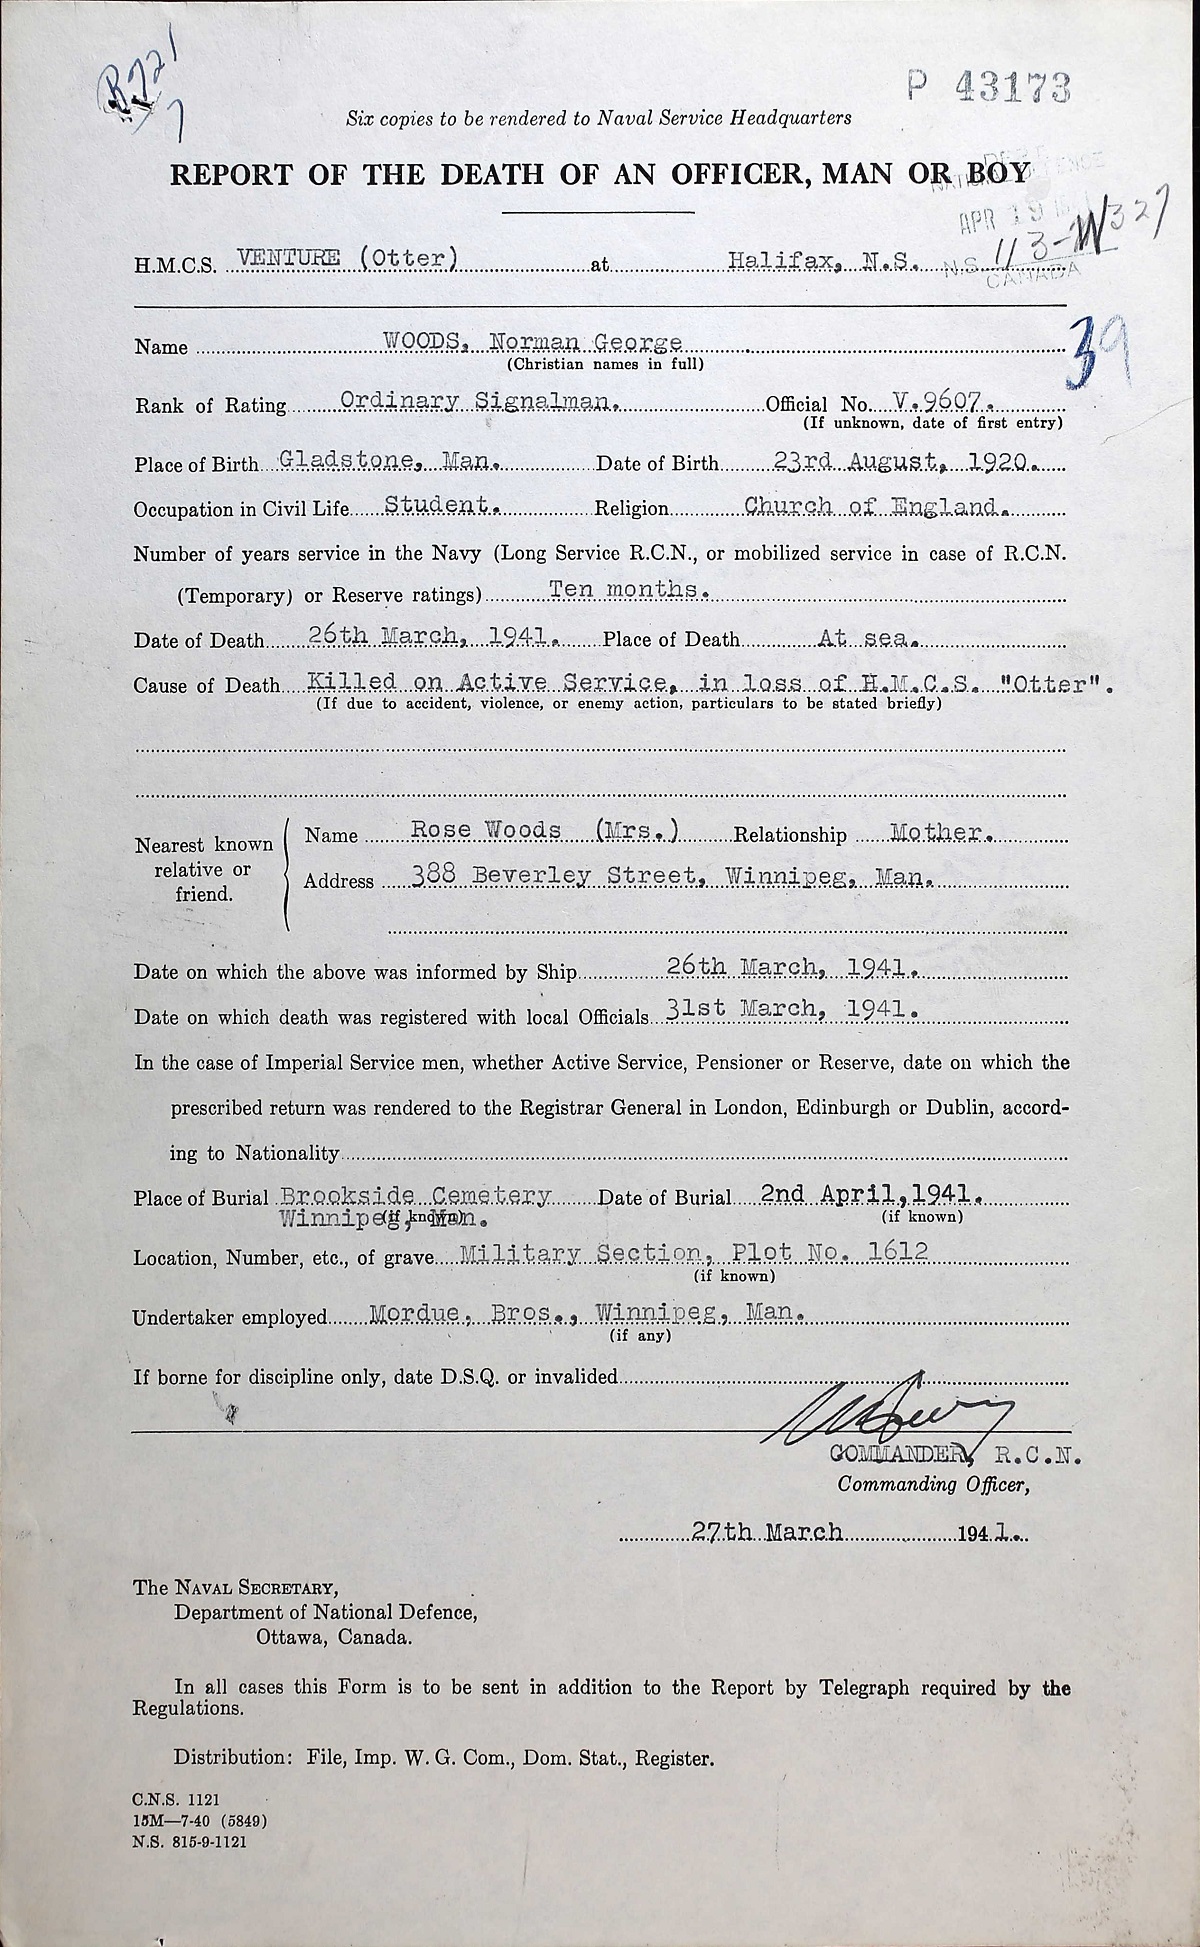 B 721
7
P 43173
Six copies to be rendered to Naval Service Headquarters
REPORT OF THE DEATH OF AN OFFICER, MAN OR BOY
NATIONAL DEFENCE
APR 19
113-W327
N.S.
CANADA
H.M.C.S. VENTURE (Otter) at Halifax, N.S.
39
Name WOODS, Norman George
(Christian names in full)
Rank of Rating Ordinary Signalman. Official No. V.9607.
(If unknown, date of first entry)
Place of Birth Gladstone, Man. Date of Birth 23rd August, 1920.
Occupation in Civil Life Student. Religion Church of England.
Number of years service in the Navy (Long Service R.C.N., or mobilized service in case of R.C.N.
(Temporary) or Reserve ratings) Ten months.
Date of Death 26th March, 1941. Place of Death At sea.
Cause of Death Killed on Active Service, in loss of H.M.C.S. "Otter".
(If due to accident, violence, or enemy action, particulars to be stated briefly)
Nearest known relative or friend.
Name Rose Woods (Mrs.) Relationship Mother.
Address 388 Beverley Street, Winnipeg, Man.
Date on which the above was informed by Ship 26th March, 1941.
Date on which death was registered with local Officials 31st March, 1941.
In the case of Imperial Service men, whether Active Service, Pensioner or Reserve, date on which the
prescribed return was rendered to the Registrar General in London, Edinburgh or Dublin, accord-
ing to Nationality
Place of Burial Brookside Cemetery Date of Burial 2nd April, 1941.
Winnipeg, Man. (if known) (if known)
Location, Number, etc., of grave Military Section, Plot No. 1612
(if known)
Undertaker employed Mordue, Bros., Winnipeg, Man.
(if any)
If borne for discipline only, date D.S.Q. or invalided
COMMANDER, R.C.N.
Commanding Officer,
27th March 1941.
The NAVAL SECRETARY,
Department of National Defence,
Ottawa, Canada.
In all cases this Form is to be sent in addition to the Report by Telegraph required by the
Regulations.
Distribution: File, Imp. W. G. Com., Dom. Stat., Register.
C.N.S. 1121
15M—7-40 (5849)
N.S. 815-9-1121